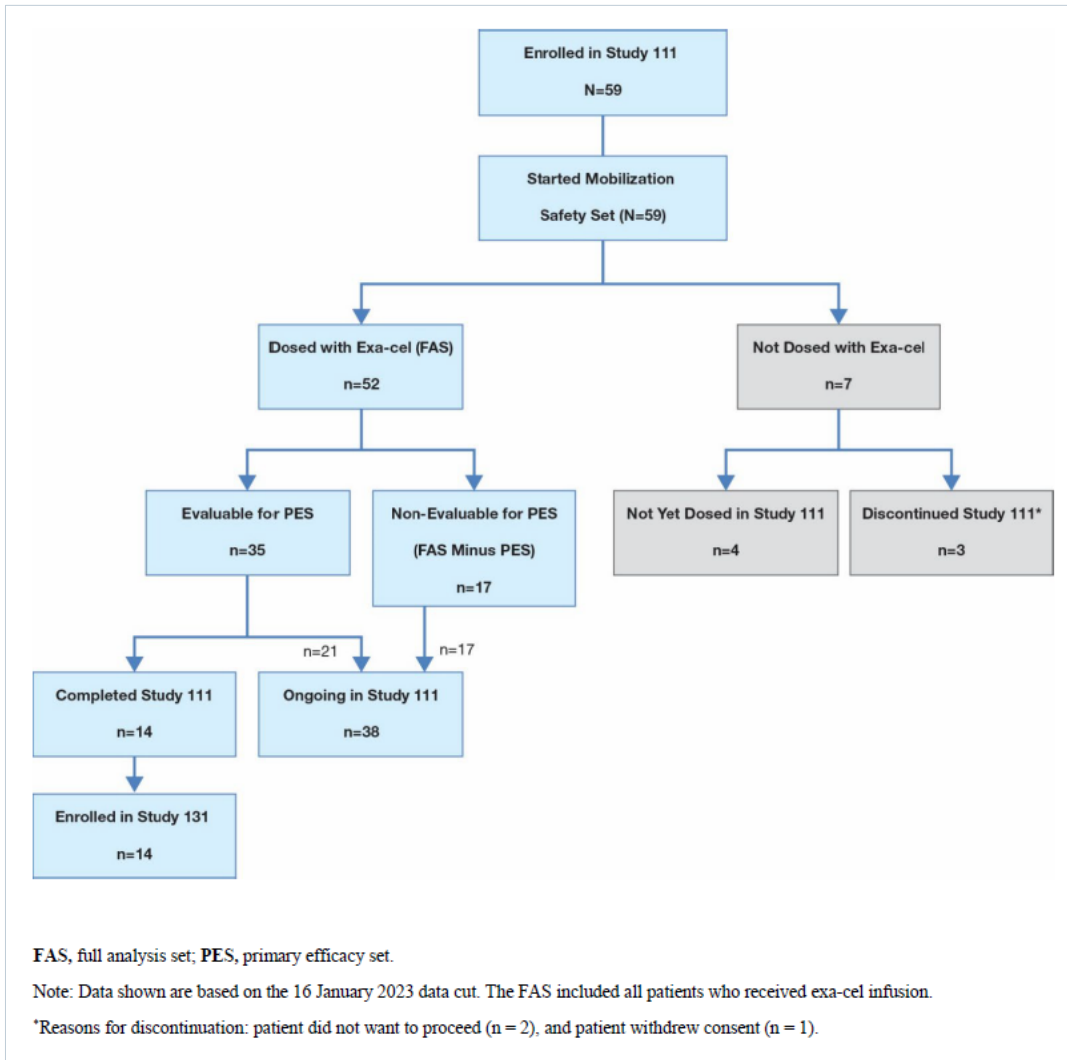 Enrolled in Study 111
N=59
Started Mobilization
Safety Set (N=59)
Dosed with Exa-cel (FAS)
n=52
Not Dosed with Exa-cel
n=7
Evaluable for PES
n=35
Non-Evaluable for PES
(FAS Minus PES)
n=17
Not Yet Dosed in Study 111
n=4
Discontinued Study 111*
n=3
n=21
n=17
Completed Study 111
n=14
Ongoing in Study 111
n=38
Enrolled in Study 131
n=14
FAS, full analysis set; PES, primary efficacy set.
Note: Data shown are based on the 16 January 2023 data cut. The FAS included all patients who received exa-cel infusion.
*Reasons for discontinuation: patient did not want to proceed (n = 2), and patient withdrew consent (n = 1).